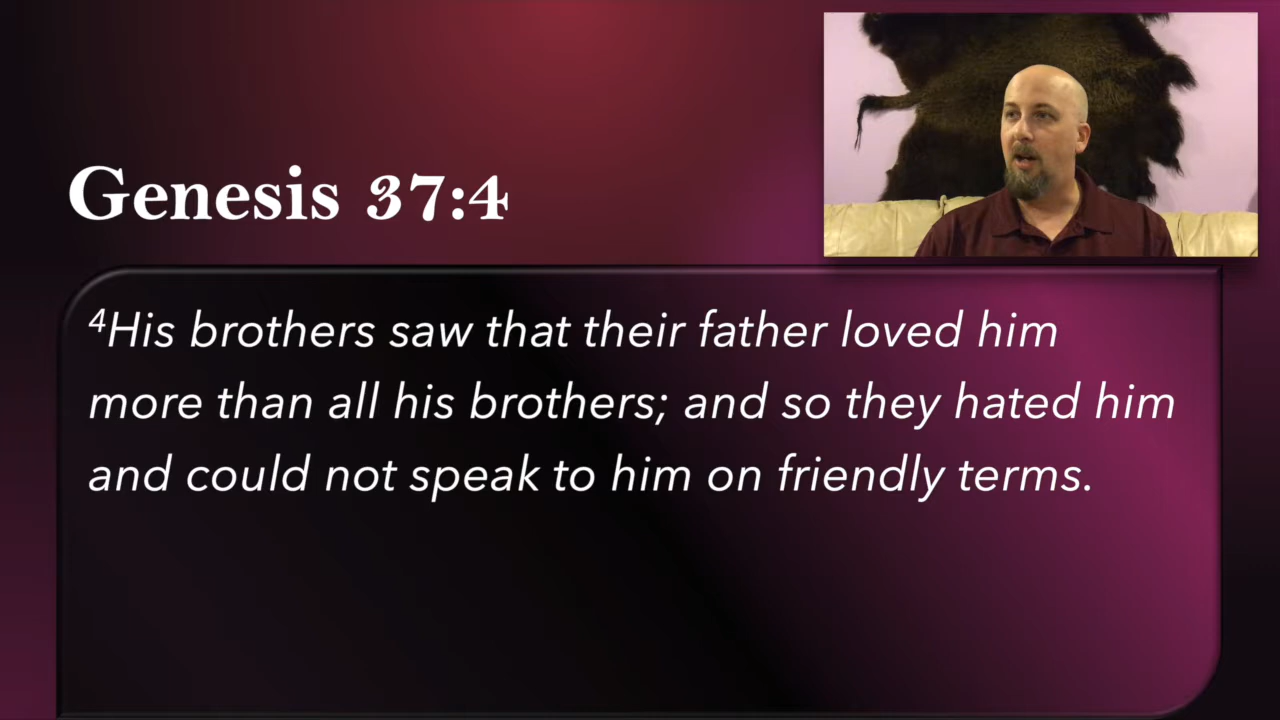 Genesis 37:4
⁴His brothers saw that their father loved him
more than all his brothers; and so they hated him
and could not speak to him on friendly terms.